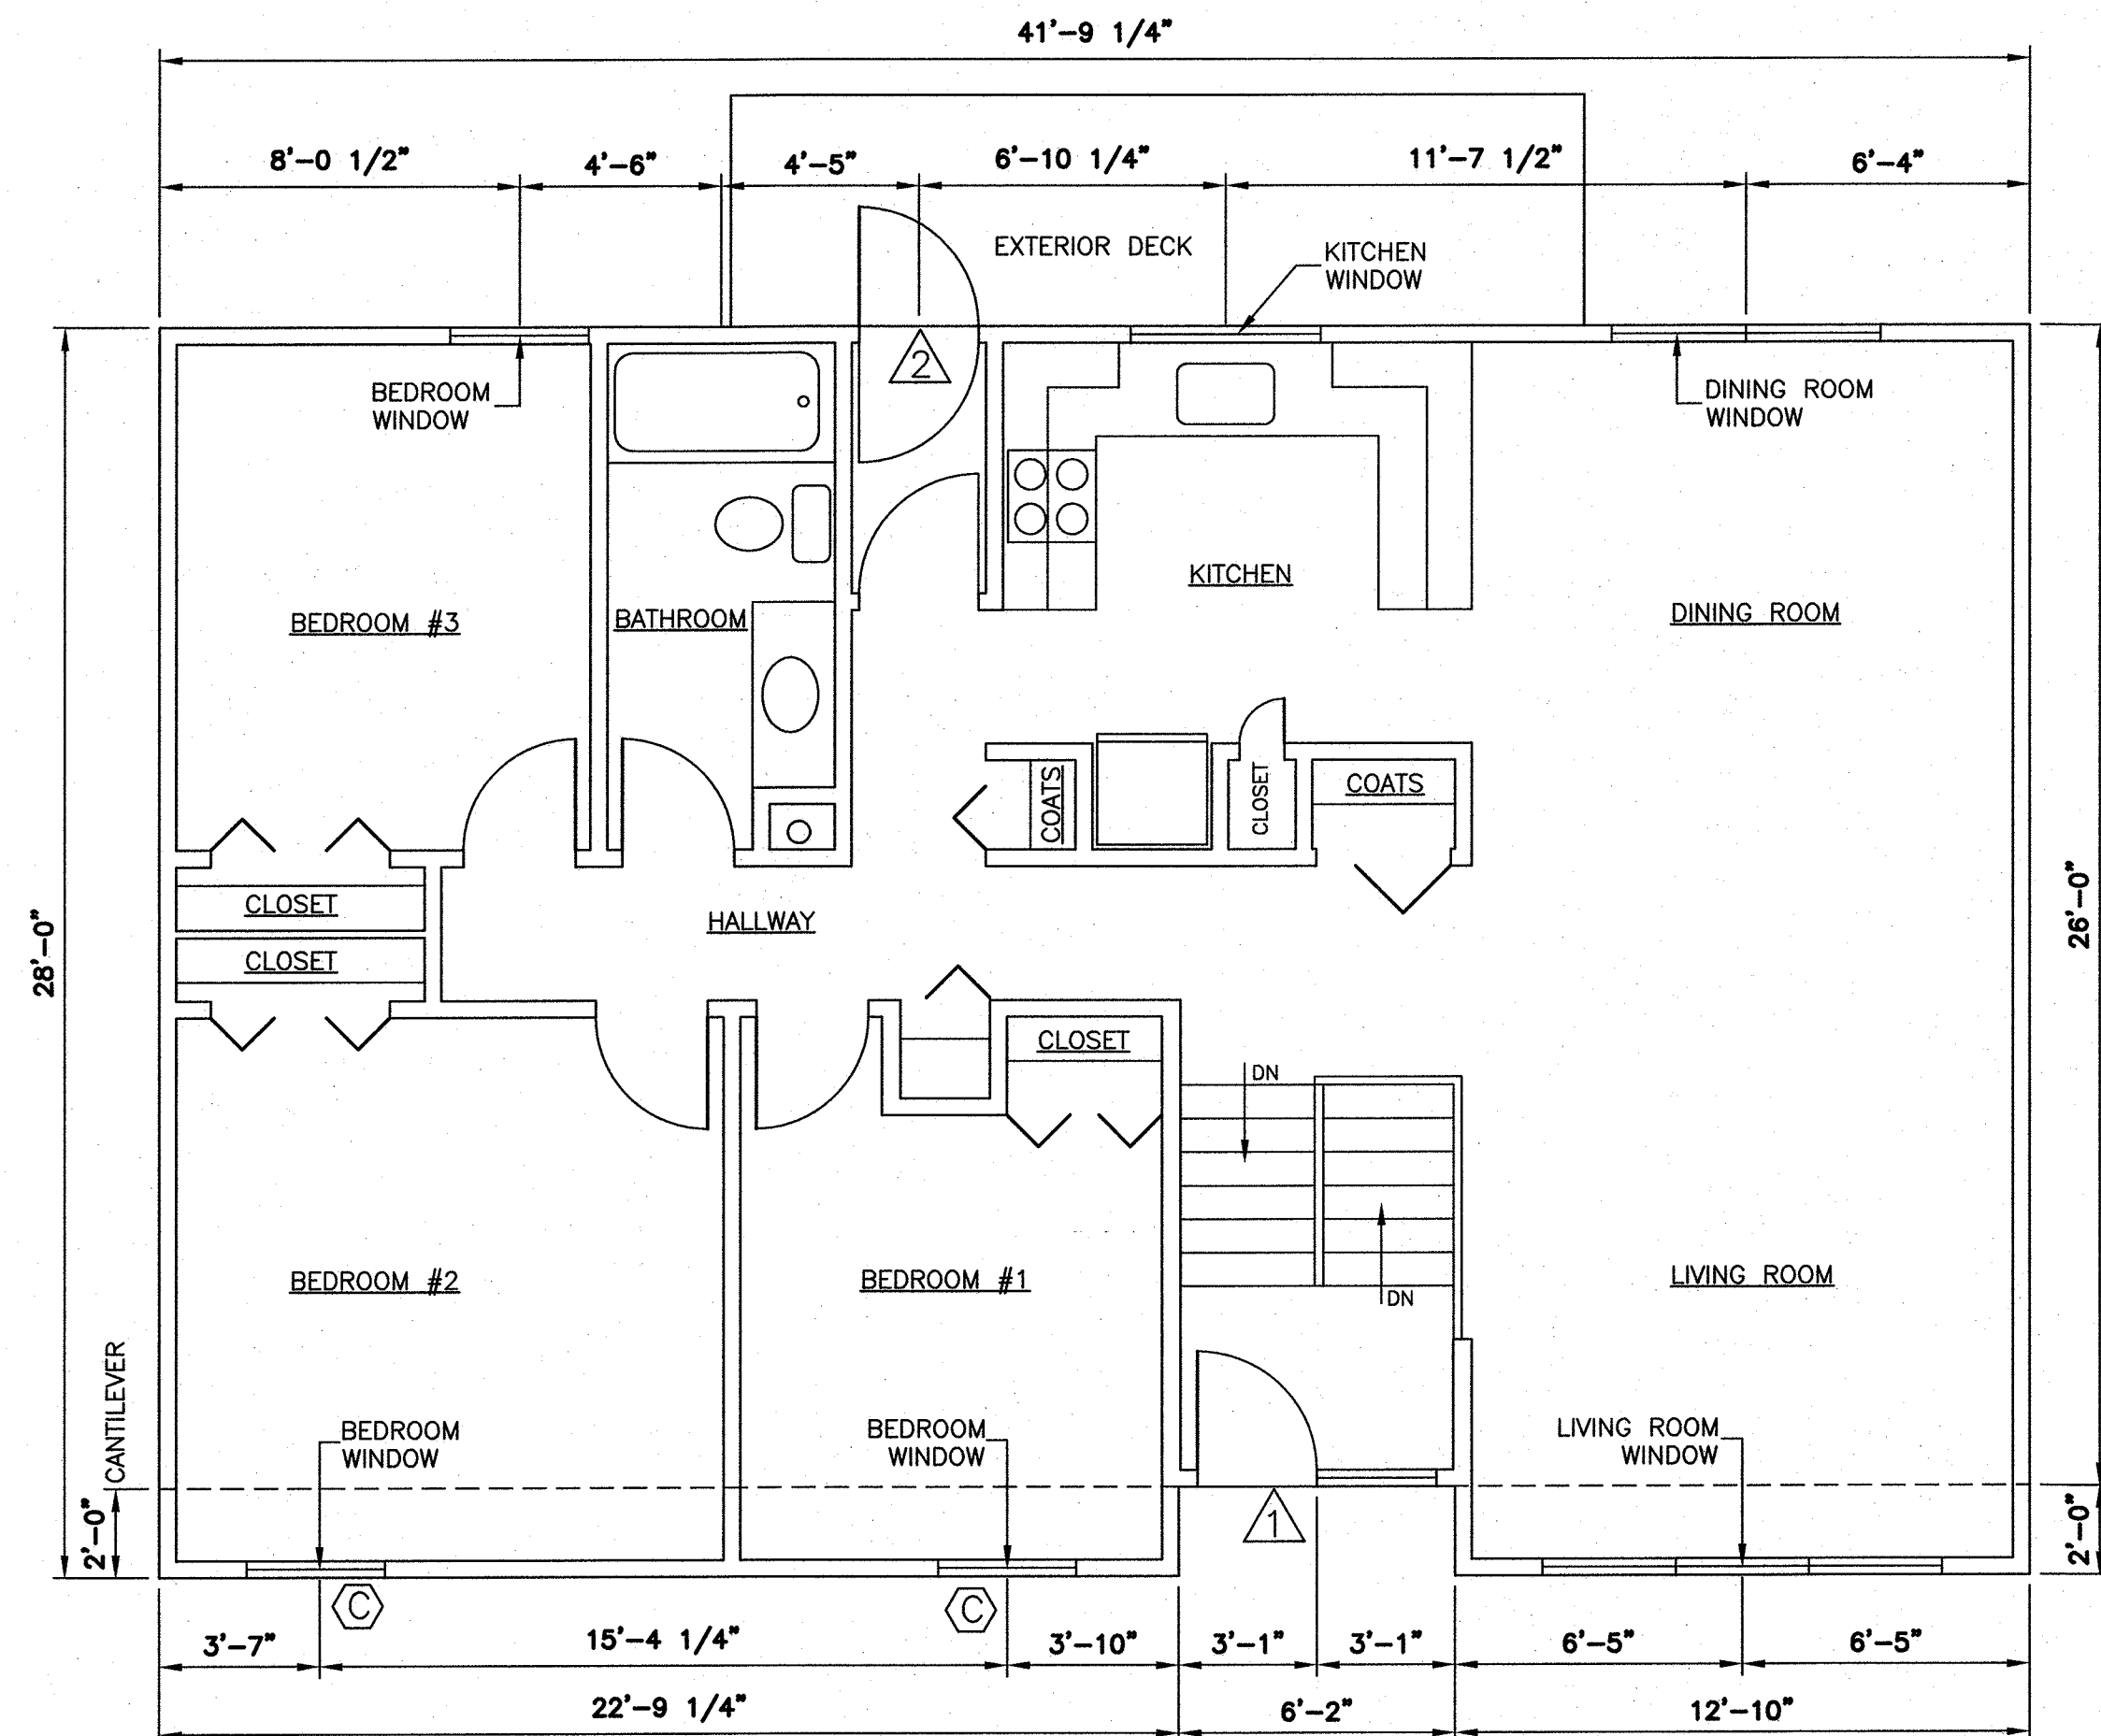 41'-9 1/4"
8'-0 1/2"
4'-6"
4'-5"
6'-10 1/4"
11'-7 1/2"
6'-4"
EXTERIOR DECK
KITCHEN
WINDOW
2
BEDROOM
WINDOW
DINING ROOM
WINDOW
KITCHEN
BEDROOM #3
BATHROOM
DINING ROOM
COATS
CLOSET
COATS
CLOSET
HALLWAY
28'-0"
26'-0"
CLOSET
CLOSET
DN
BEDROOM #2
BEDROOM #1
LIVING ROOM
DN
CANTILEVER
BEDROOM
WINDOW
BEDROOM
WINDOW
LIVING ROOM
WINDOW
2'-0"
1
2'-0"
C
C
3'-7"
15'-4 1/4"
3'-10"
3'-1"
3'-1"
6'-5"
6'-5"
22'-9 1/4"
6'-2"
12'-10"